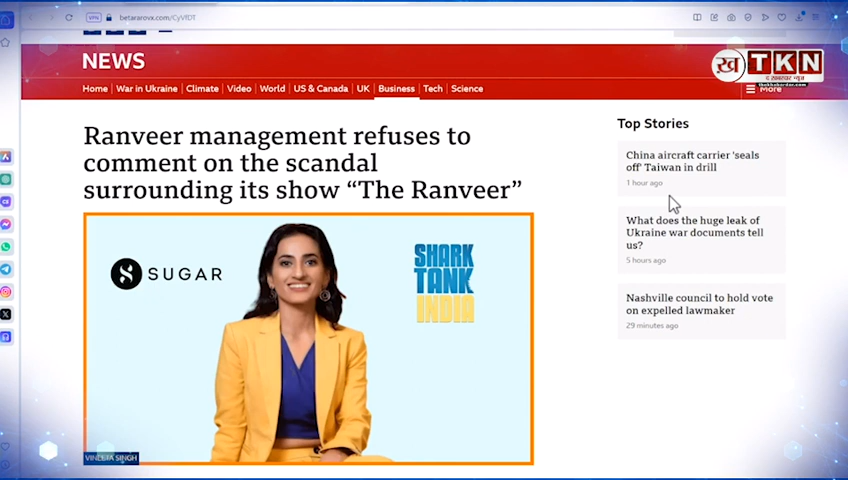 VPN
betararovx.com/CyVfDT
NEWS
Home
War in Ukraine
Climate
Video
World
US & Canada
UK
Business
Tech
Science
More
ख़ TKN
द खबरदार न्यूज
thekhabardar.com
Ranveer management refuses to
comment on the scandal
surrounding its show “The Ranveer”
SUGAR
SHARK
TANK
INDIA
VINEETA SINGH
Top Stories
China aircraft carrier 'seals
off' Taiwan in drill
1 hour ago
What does the huge leak of
Ukraine war documents tell
us?
5 hours ago
Nashville council to hold vote
on expelled lawmaker
29 minutes ago